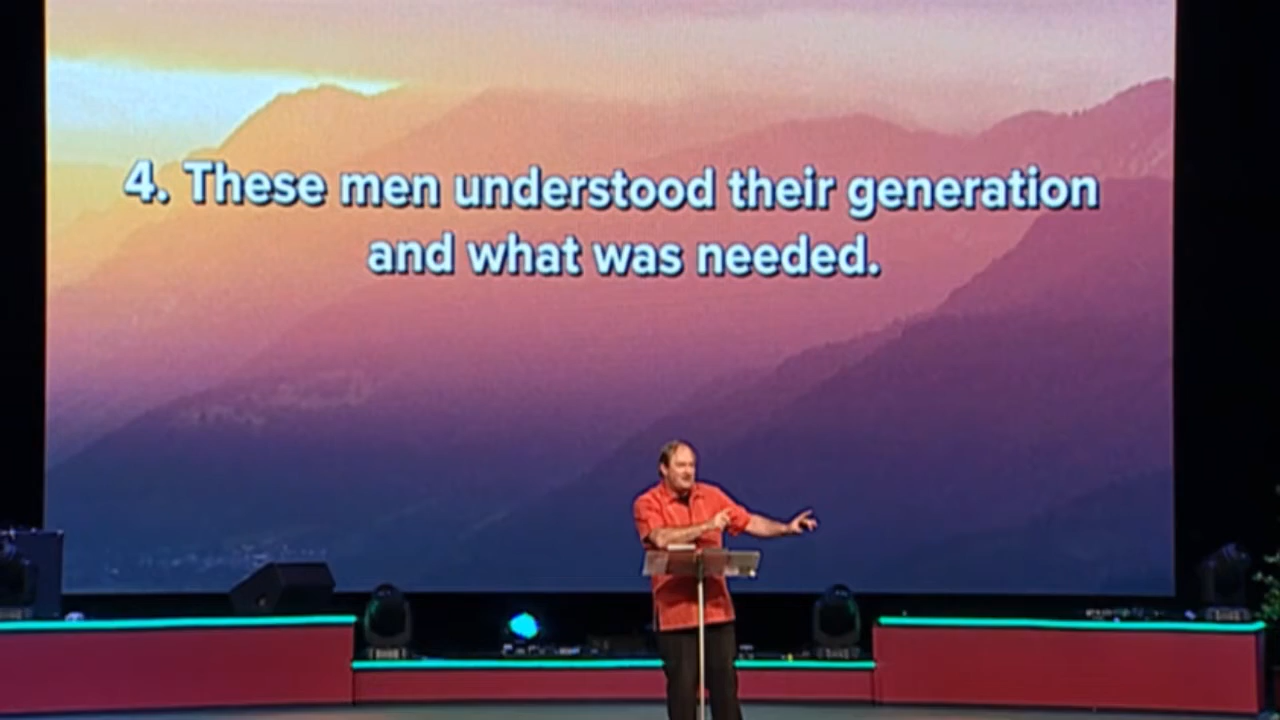 4. These men understood their generation
and what was needed.